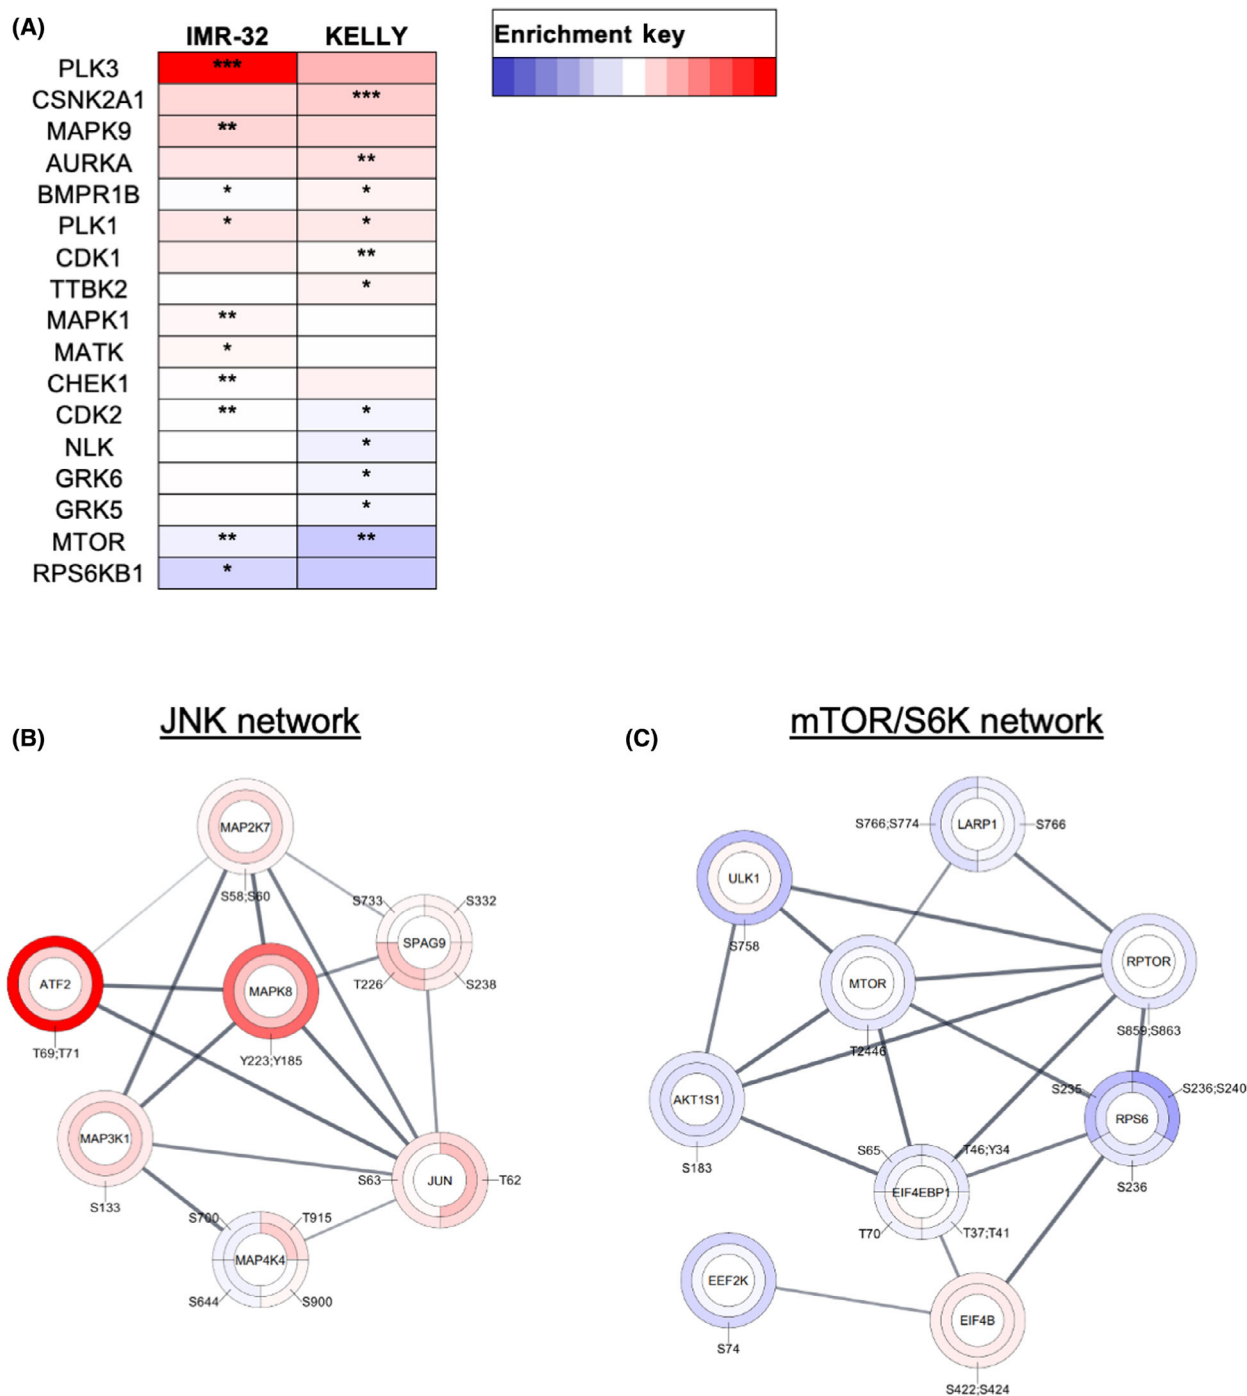 (A)
IMR-32 KELLY
Enrichment key
PLK3 ***
CSNK2A1 ***
MAPK9 **
AURKA **
BMPR1B * *
PLK1 * *
CDK1 **
TTBK2 *
MAPK1 **
MATK *
CHEK1 **
CDK2 ** *
NLK *
GRK6 *
GRK5 *
MTOR ** **
RPS6KB1 *
(B)
JNK network
MAP2K7
S58;S60
S733
S332
SPAG9
T226
S238
ATF2
T69;T71
MAPK8
Y223;Y185
MAP3K1
S133
S63
JUN
T62
S700
T915
MAP4K4
S644
S900
(C)
mTOR/S6K network
S766;S774
LARP1
S766
ULK1
S758
MTOR
T2446
RPTOR
S859;S863
AKT1S1
S183
S235
S236;S240
RPS6
S236
S65
T46;Y34
EIF4EBP1
T70
T37;T41
EEF2K
S74
EIF4B
S422;S424